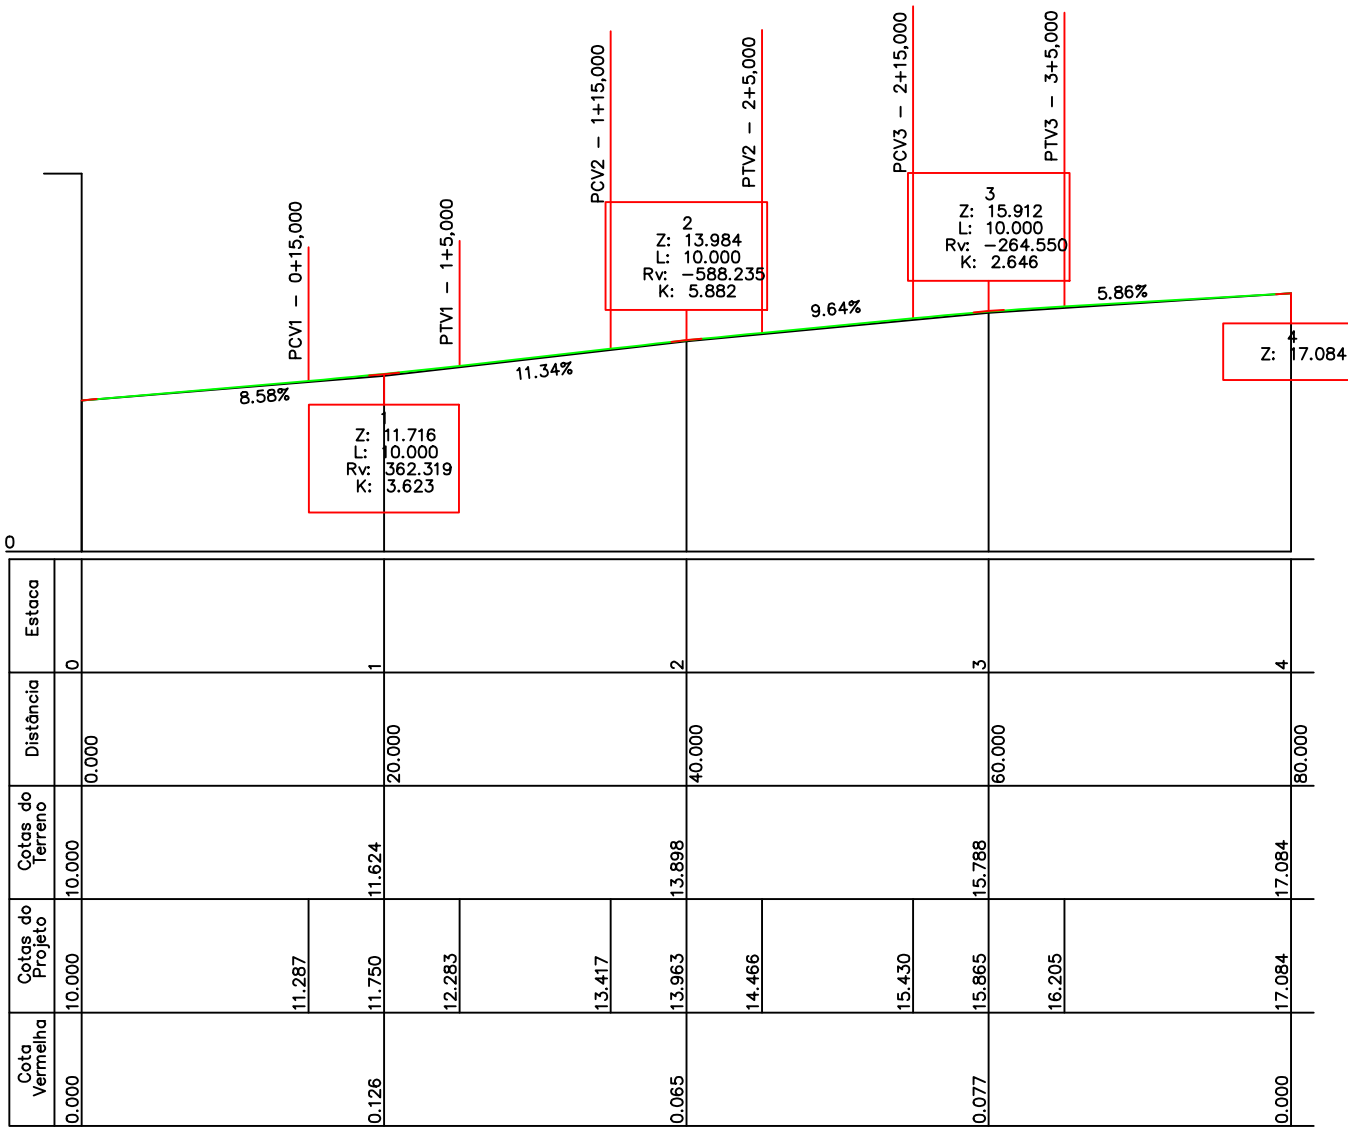 PCV1 - 0+15,000
PTV1 - 1+5,000
PCV2 - 1+15,000
PTV2 - 2+5,000
PCV3 - 2+15,000
PTV3 - 3+5,000
2
Z: 13.984
L: 10.000
Rv: -588.235
K: 5.882
3
Z: 15.912
L: 10.000
Rv: -264.550
K: 2.646
8.58%
11.34%
9.64%
5.86%
1
Z: 11.716
L: 10.000
Rv: 362.319
K: 3.623
4
Z: 17.084
0
Estaca
0
1
2
3
4
Distância
0.000
20.000
40.000
60.000
80.000
Cotas do
Terreno
10.000
11.624
13.898
15.788
17.084
Cotas do
Projeto
10.000
11.287
11.750
12.283
13.417
13.963
14.466
15.430
15.865
16.205
17.084
Cota
Vermelha
0.000
0.126
0.065
0.077
0.000